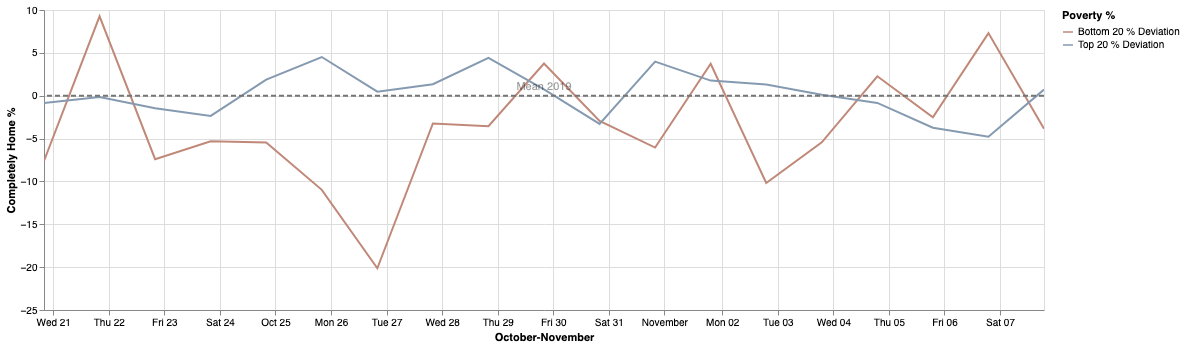 Poverty %
Bottom 20 % Deviation
Top 20 % Deviation
Completely Home %
10
5
0
−5
−10
−15
−20
−25
Mean 2019
Wed 21 Thu 22 Fri 23 Sat 24 Oct 25 Mon 26 Tue 27 Wed 28 Thu 29 Fri 30 Sat 31 November Mon 02 Tue 03 Wed 04 Thu 05 Fri 06 Sat 07
October-November